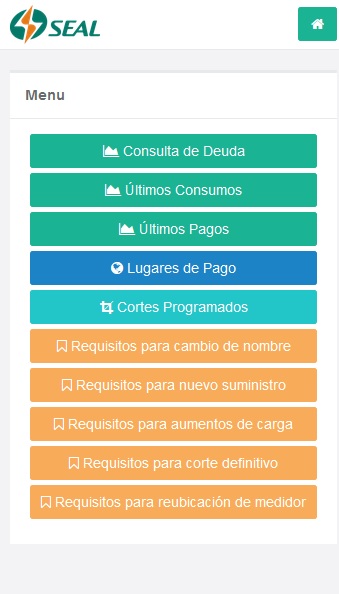 SEAL
Menu
Consulta de Deuda
Últimos Consumos
Últimos Pagos
Lugares de Pago
Cortes Programados
Requisitos para cambio de nombre
Requisitos para nuevo suministro
Requisitos para aumentos de carga
Requisitos para corte definitivo
Requisitos para reubicación de medidor